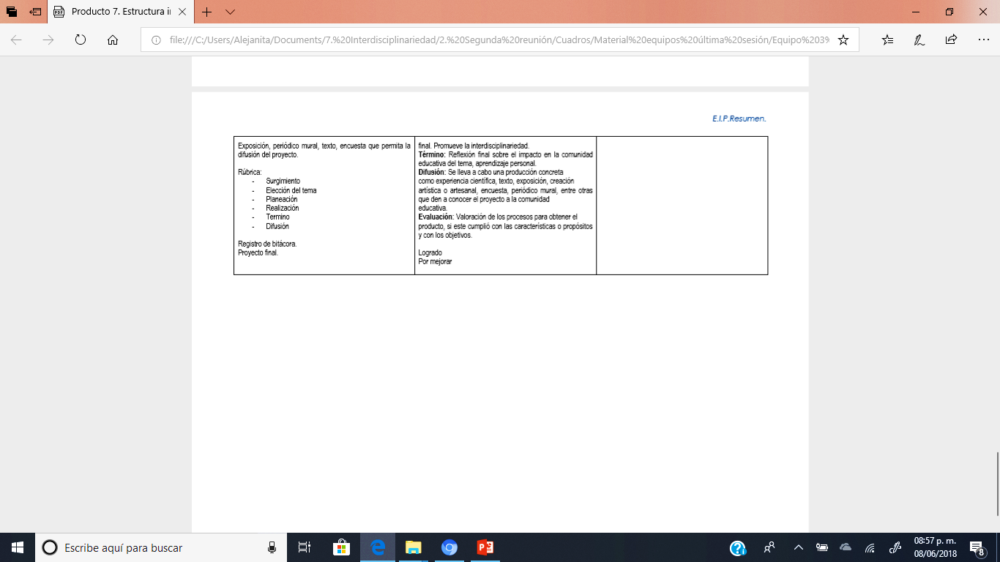 Producto 7. Estructura in
file:///C:/Users/Alejanita/Documents/7.%20Interdisciplinariedad/2.%20Segunda%20reunión/Cuadros/Material%20equipos%20última%20sesión/Equipo%203%
E.I.P.Resumen.
Exposición, periódico mural, texto, encuesta que permita la
difusión del proyecto.
Rúbrica:
- Surgimiento
- Elección del tema
- Planeación
- Realización
- Termino
- Difusión
Registro de bitácora.
Proyecto final.
final. Promueve la interdisciplinariedad.
Término: Reflexión final sobre el impacto en la comunidad
educativa del tema, aprendizaje personal.
Difusión: Se lleva a cabo una producción concreta
como experiencia científica, texto, exposición, creación
artística o artesanal, encuesta, periódico mural, entre otras
que den a conocer el proyecto a la comunidad
educativa.
Evaluación: Valoración de los procesos para obtener el
producto, si este cumplió con las características o propósitos
y con los objetivos.
Logrado
Por mejorar
Escribe aquí para buscar
08:57 p. m.
08/06/2018
8